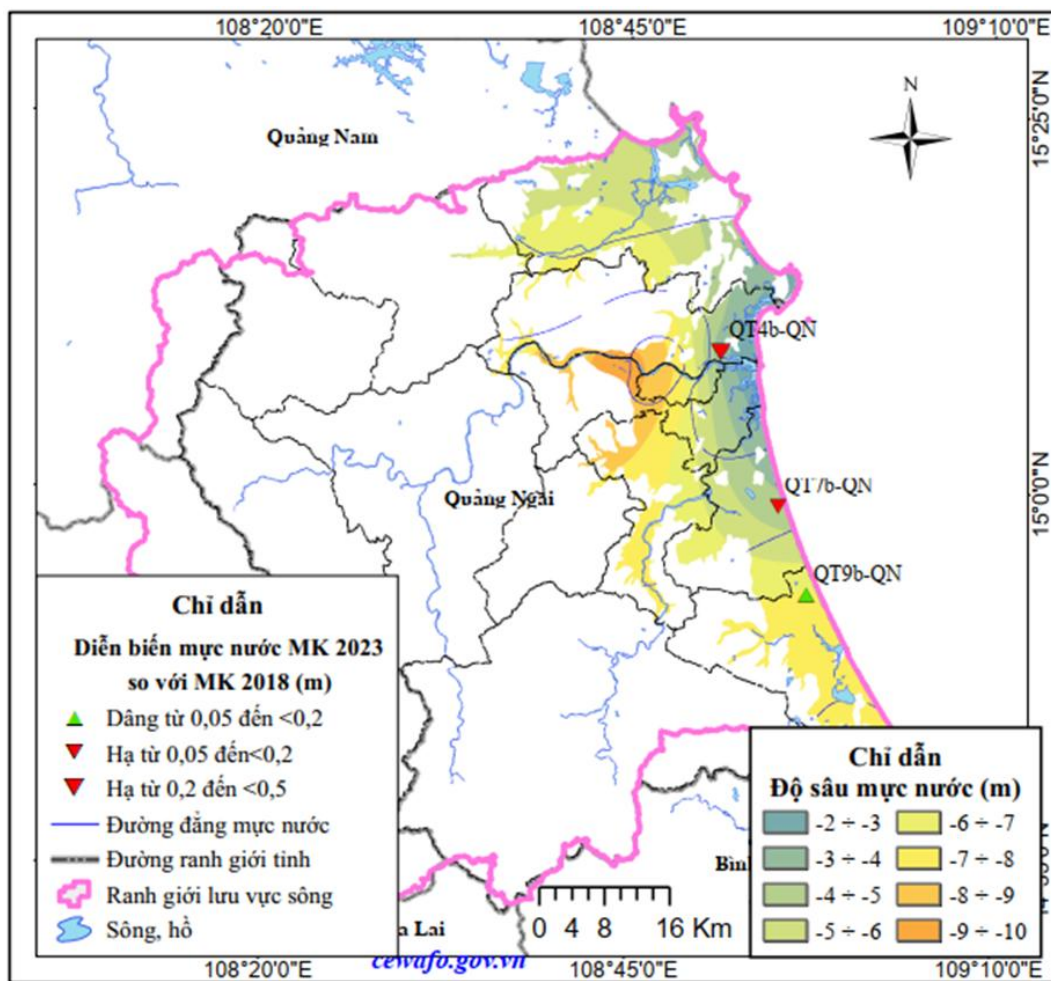 108°20'0"E 108°45'0"E 109°10'0"E
15°25'0"N
N
Quảng Nam
QT4b-QN
15°0'0"N
Quảng Ngãi
QT7b-QN
QT9b-QN
Chỉ dẫn
Diễn biến mực nước MK 2023
so với MK 2018 (m)
Dâng từ 0,05 đến <0,2
Hạ từ 0,05 đến<0,2
Hạ từ 0,2 đến <0,5
Đường đẳng mực nước
Đường ranh giới tỉnh
Ranh giới lưu vực sông
Sông, hồ
Chỉ dẫn
Độ sâu mực nước (m)
-2 ÷ -3 -6 ÷ -7
-3 ÷ -4 -7 ÷ -8
-4 ÷ -5 -8 ÷ -9
-5 ÷ -6 -9 ÷ -10
Bình
a Lai
0 4 8 16 Km
cewafo.gov.vn
108°20'0"E 108°45'0"E 109°10'0"E